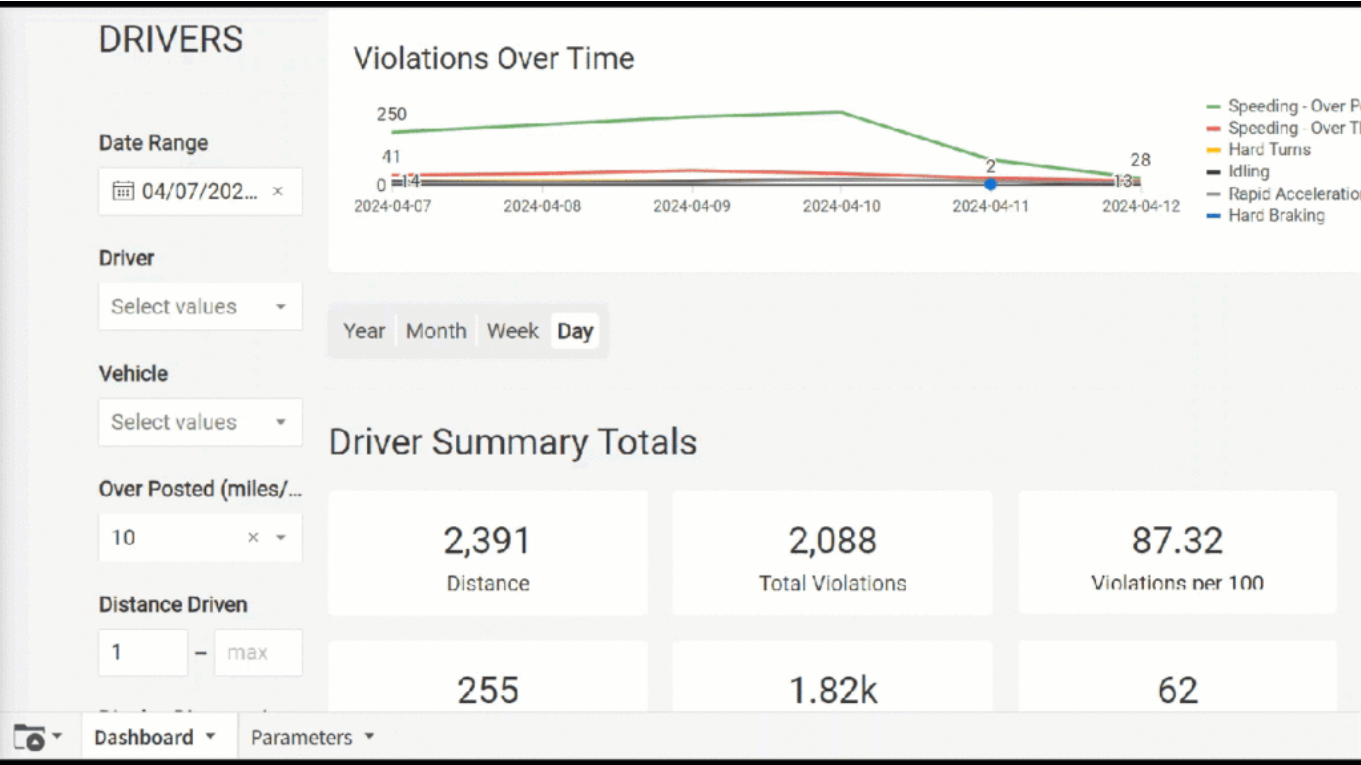 DRIVERS
Date Range
04/07/202... ×
Driver
Select values
Vehicle
Select values
Over Posted (miles/...
10 ×
Distance Driven
1 – max
Violations Over Time
250
41
14
0
2
28
13
2024-04-07 2024-04-08 2024-04-09 2024-04-10 2024-04-11 2024-04-12
Speeding - Over
Speeding - Over
Hard Turns
Idling
Rapid Acceleration
Hard Braking
Year Month Week Day
Driver Summary Totals
2,391
Distance
2,088
Total Violations
87.32
Violations per 100
255
1.82k
62
Dashboard Parameters